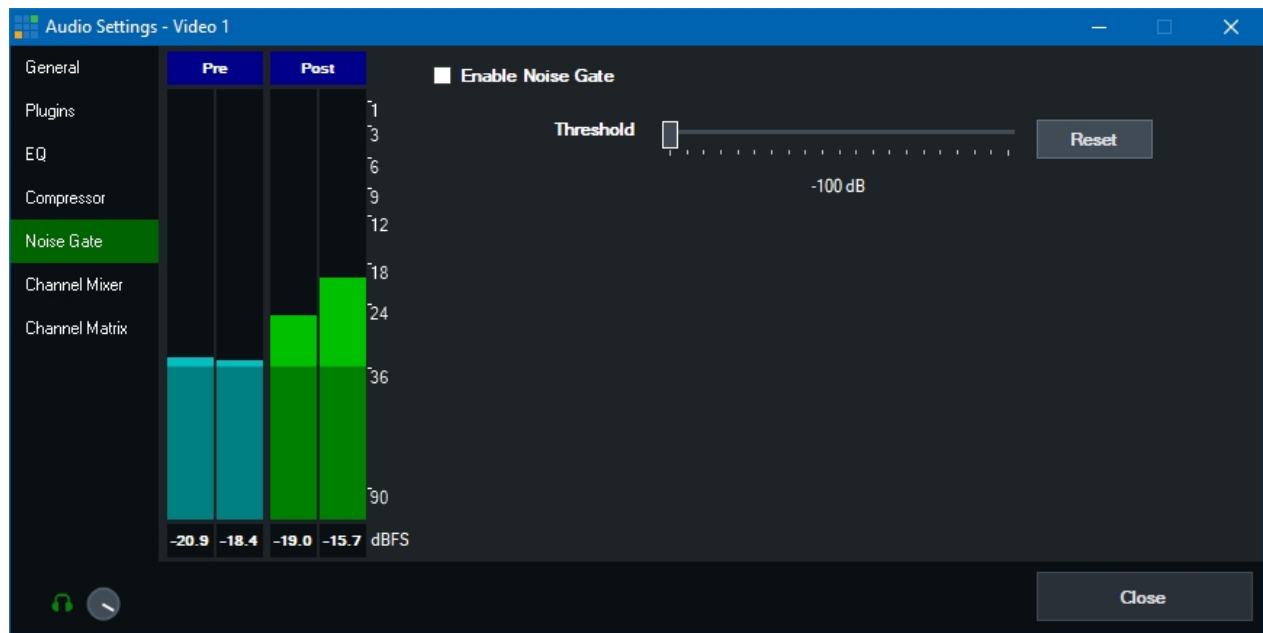 Audio Settings - Video 1
General
Plugins
EQ
Compressor
Noise Gate
Channel Mixer
Channel Matrix
Pre Post
1
3
6
9
12
18
24
36
90
-20.9 -18.4 -19.0 -15.7 dBFS
Enable Noise Gate
Threshold
Reset
-100 dB
Close